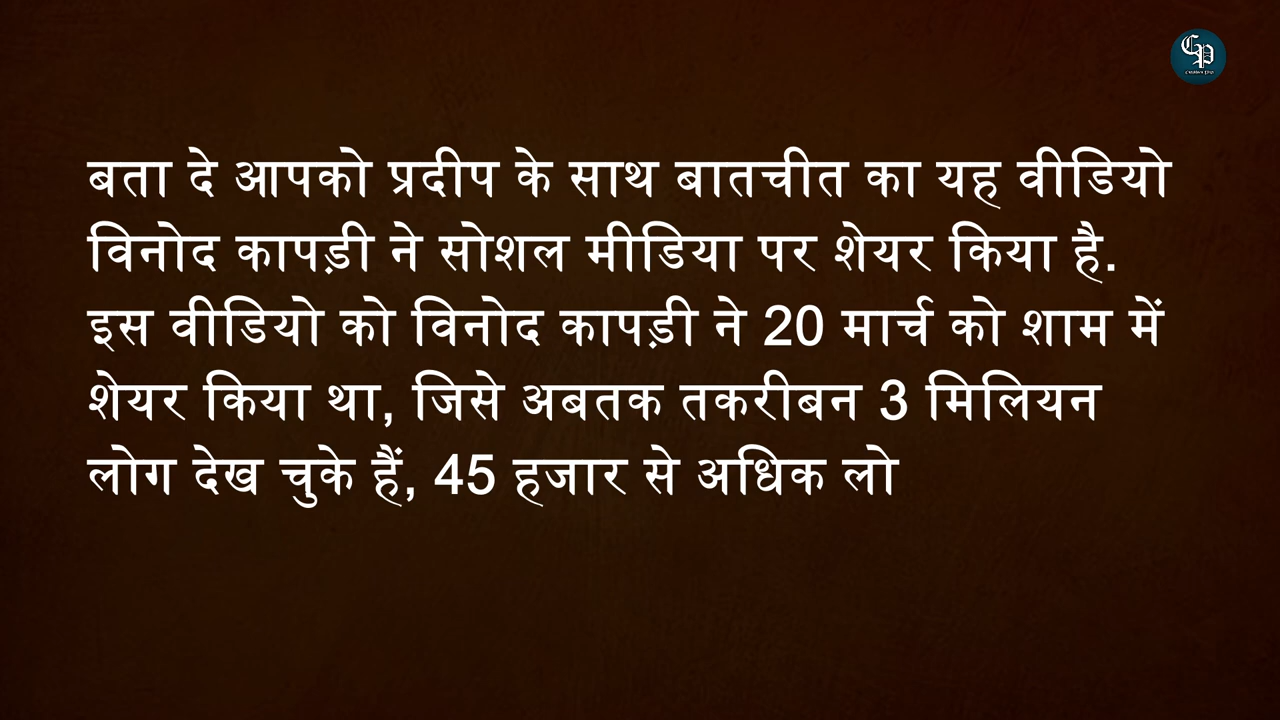 बता दे आपको प्रदीप के साथ बातचीत का यह वीडियो
विनोद कापड़ी ने सोशल मीडिया पर शेयर किया है.
इस वीडियो को विनोद कापड़ी ने 20 मार्च को शाम में
शेयर किया था, जिसे अबतक तकरीबन 3 मिलियन
लोग देख चुके हैं, 45 हजार से अधिक लो
CP